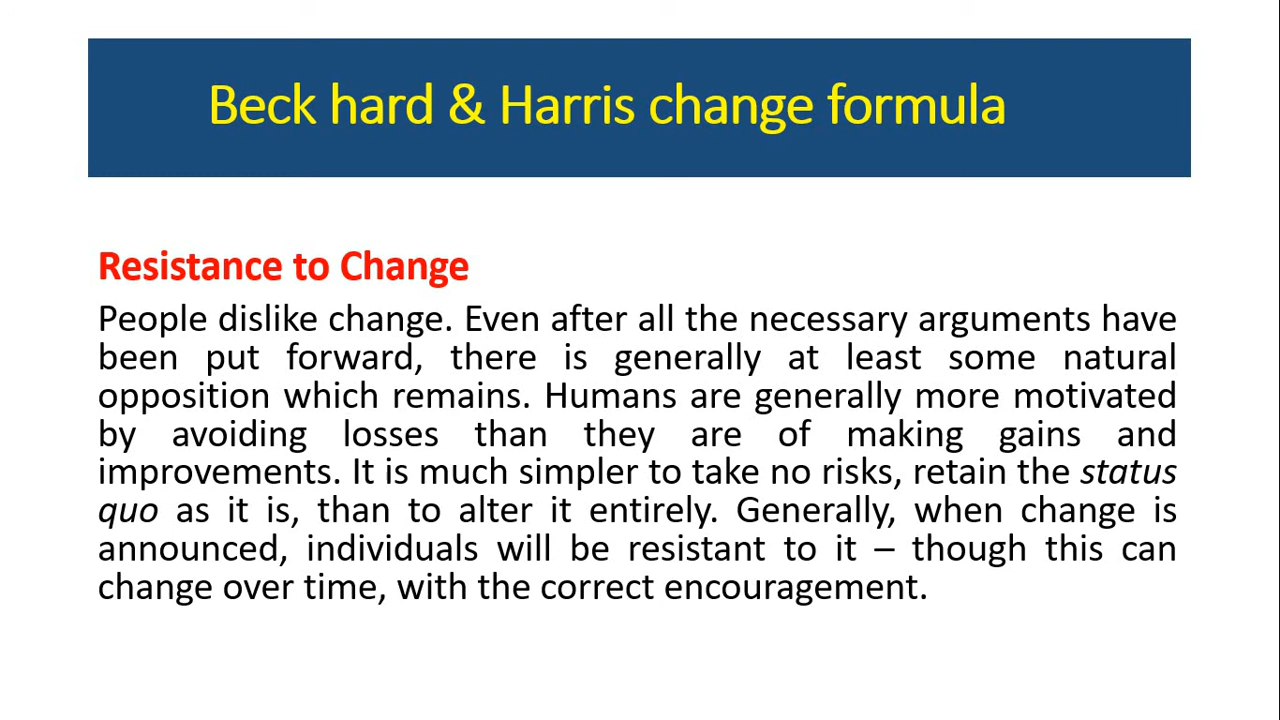 Beck hard & Harris change formula
Resistance to Change
People dislike change. Even after all the necessary arguments have
been put forward, there is generally at least some natural
opposition which remains. Humans are generally more motivated
by avoiding losses than they are of making gains and
improvements. It is much simpler to take no risks, retain the status
quo as it is, than to alter it entirely. Generally, when change is
announced, individuals will be resistant to it – though this can
change over time, with the correct encouragement.